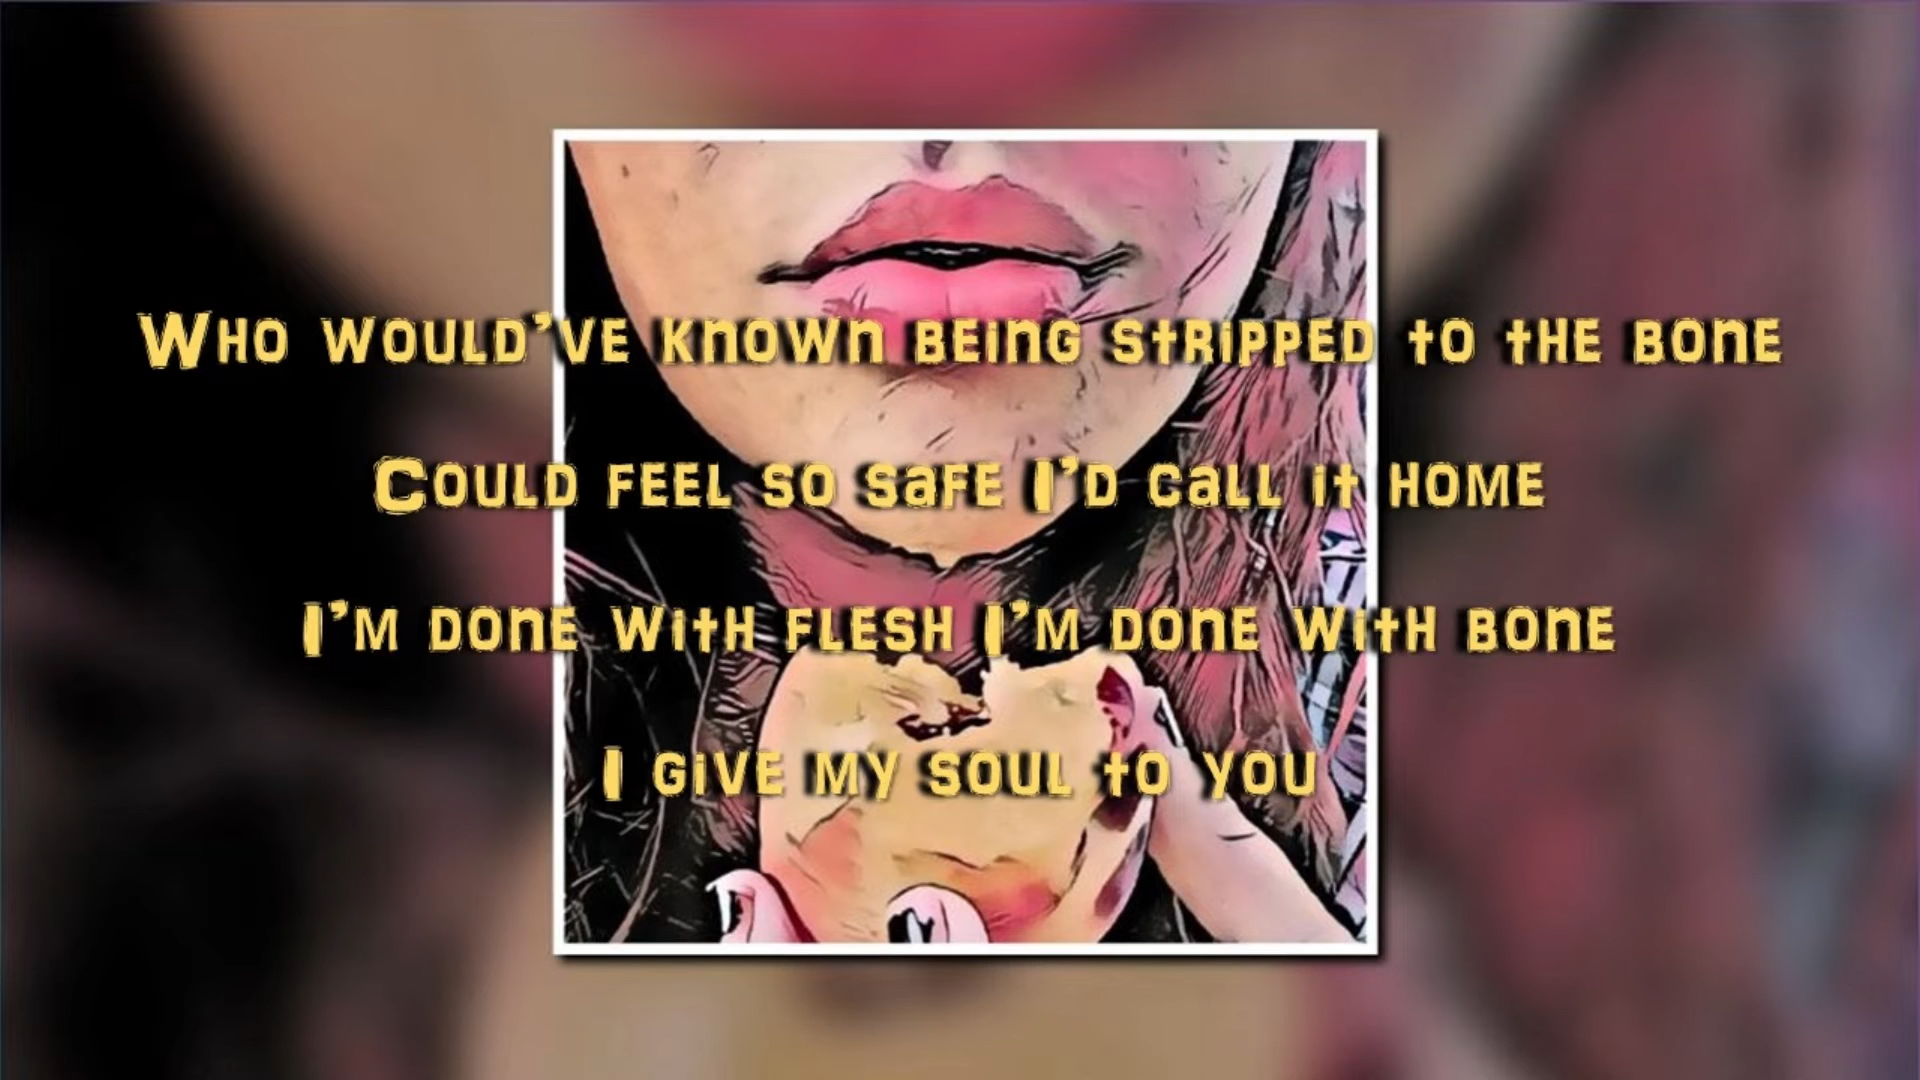 Who would've known being stripped to the bone
Could feel so safe I'd call it home
I'm done with flesh I'm done with bone
I give my soul to you